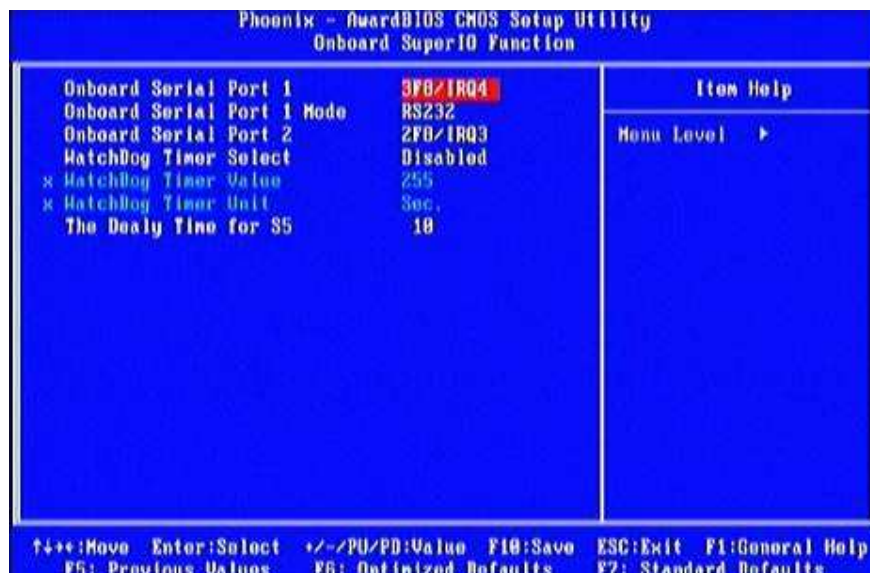 Phoenix - AwardBIOS CMOS Setup Utility
Onboard SuperIO Function
Onboard Serial Port 1 3F8/IRQ4
Onboard Serial Port 1 Mode RS232
Onboard Serial Port 2 2F8/IRQ3
WatchDog Timer Select Disabled
x WatchDog Timer Value 255
x WatchDog Timer Unit Sec.
The Dealy Time for S5 10
Item Help
Menu Level ▶
↑↓→←:Move Enter:Select +/-/PU/PD:Value F10:Save ESC:Exit F1:General Help
F5: Previous Values F6: Optimized Defaults F7: Standard Defaults